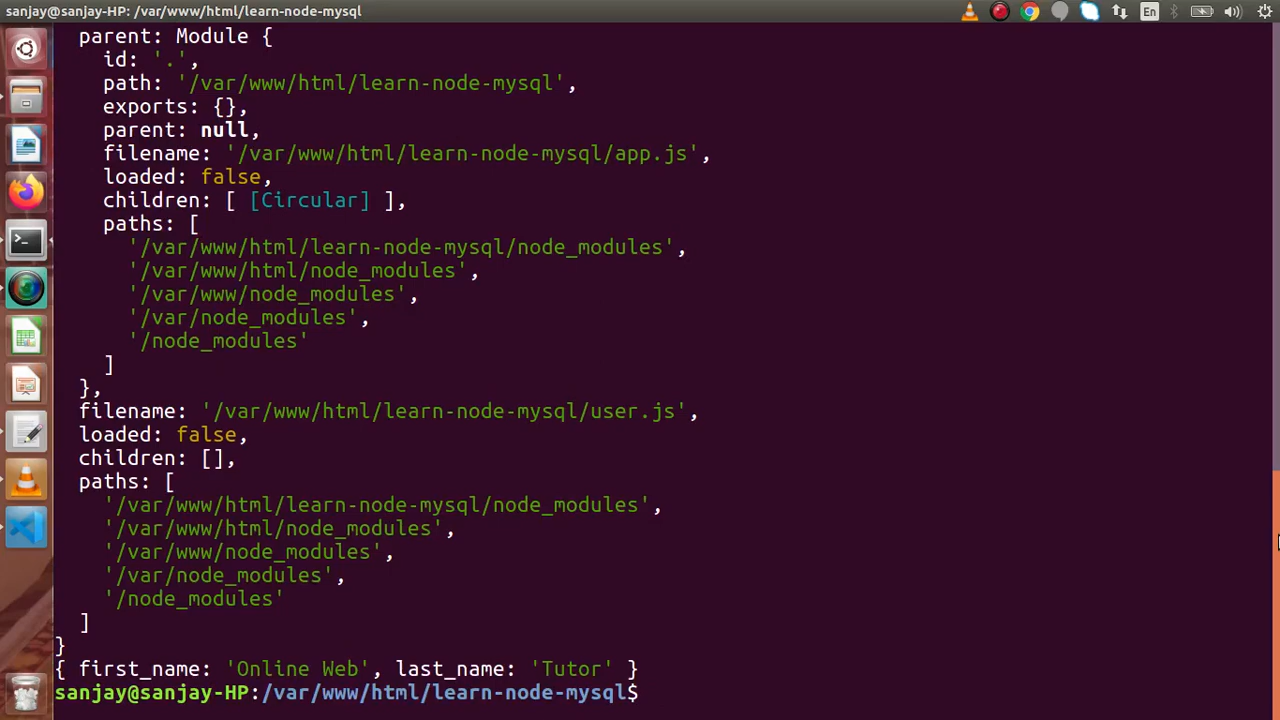 sanjay@sanjay-HP: /var/www/html/learn-node-mysql
En
parent: Module {
id: '.',
path: '/var/www/html/learn-node-mysql',
exports: {},
parent: null,
filename: '/var/www/html/learn-node-mysql/app.js',
loaded: false,
children: [ [Circular] ],
paths: [
'/var/www/html/learn-node-mysql/node_modules',
'/var/www/html/node_modules',
'/var/www/node_modules',
'/var/node_modules',
'/node_modules'
]
},
filename: '/var/www/html/learn-node-mysql/user.js',
loaded: false,
children: [],
paths: [
'/var/www/html/learn-node-mysql/node_modules',
'/var/www/html/node_modules',
'/var/www/node_modules',
'/var/node_modules',
'/node_modules'
]
}
{ first_name: 'Online Web', last_name: 'Tutor' }
sanjay@sanjay-HP:/var/www/html/learn-node-mysql$